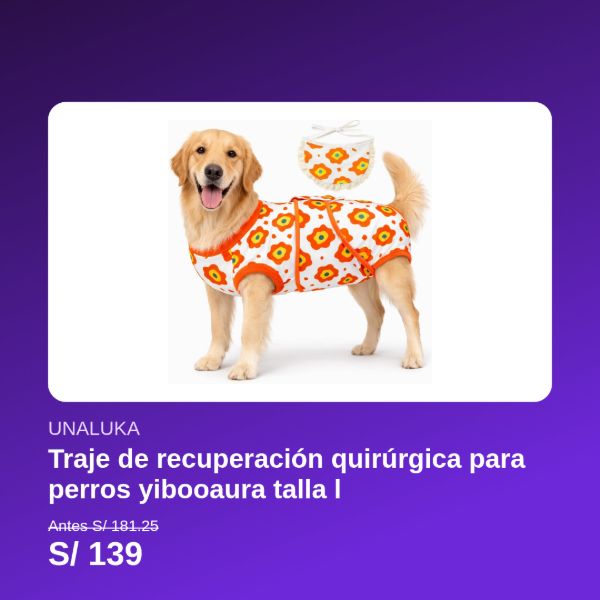 UNALUKA
Traje de recuperación quirúrgica para
perros yibooaura talla l
Antes S/ 181.25
S/ 139